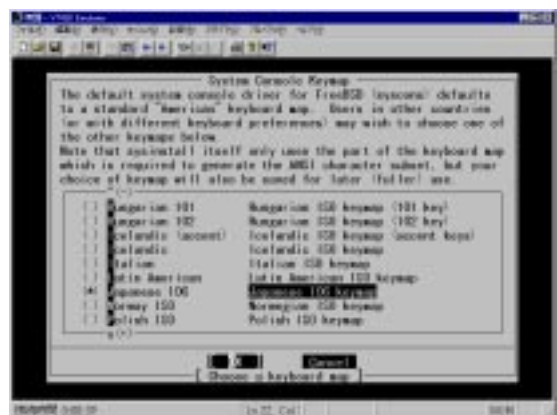 System Console Keymap
The default system console driver for FreeBSD (syscons) defaults
to a standard "American" keyboard map. Users in other countries
(or with different keyboard preferences) may wish to choose one of
the other keymaps below.
Note that sysinstall itself only uses the part of the keyboard map
which is required to generate the ANSI character subset, but your
choice of keymap will also be saved for later (fuller) use.
(-)
( ) Hungarian 101 Hungarian ISO keymap (101 key)
( ) Hungarian 102 Hungarian ISO keymap (102 key)
( ) Icelandic (accent) Icelandic ISO keymap (accent keys)
( ) Icelandic Icelandic ISO keymap
( ) Italian Italian ISO keymap
( ) Latin American Latin American ISO keymap
(*) Japanese 106 Japanese 106 keymap
( ) Norway ISO Norwegian ISO keymap
( ) Polish ISO Polish ISO keymap
(+)
[ OK ] Cancel
[ Choose a keyboard map ]